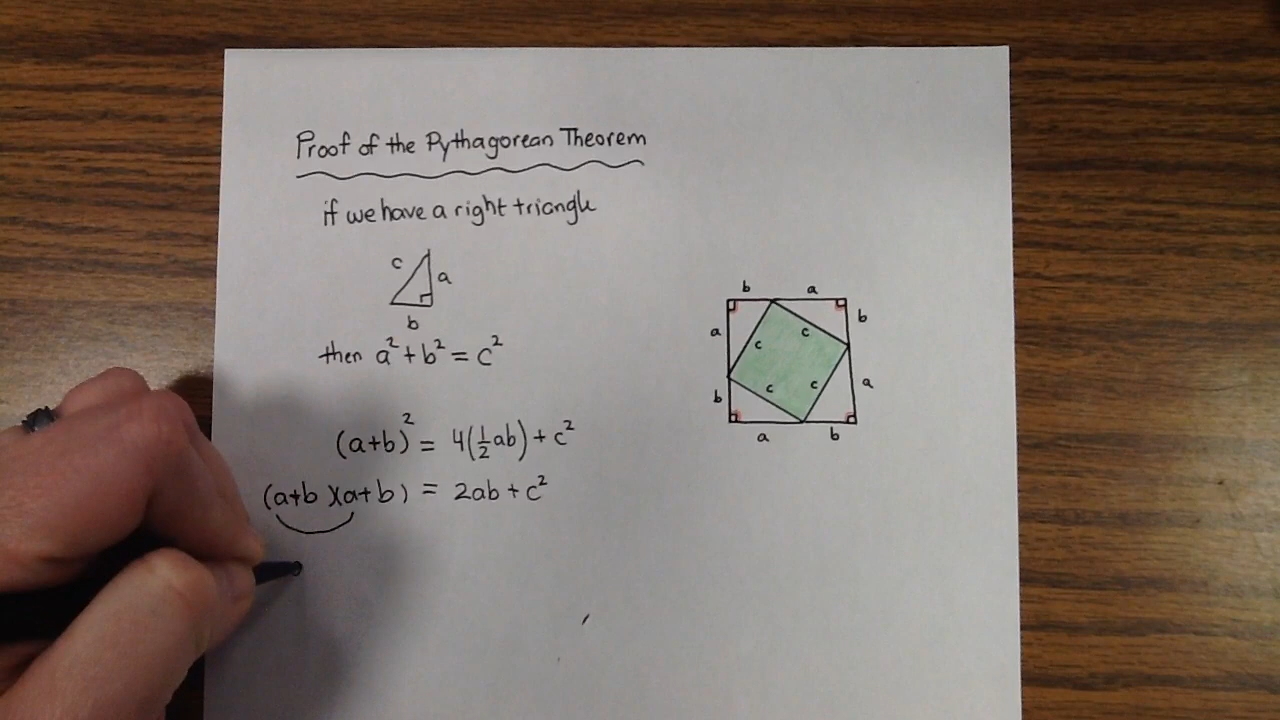 Proof of the Pythagorean Theorem
if we have a right triangle
c
a
b
then a² + b² = c²
(a+b)² = 4(½ab) + c²
(a+b)(a+b) = 2ab + c²
b a
a c c b
b c c a
a b